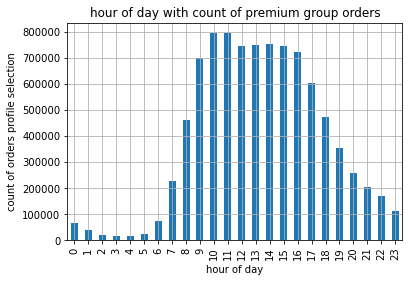 hour of day with count of premium group orders
count of orders profile selection
800000
700000
600000
500000
400000
300000
200000
100000
0
0 1 2 3 4 5 6 7 8 9 10 11 12 13 14 15 16 17 18 19 20 21 22 23
hour of day